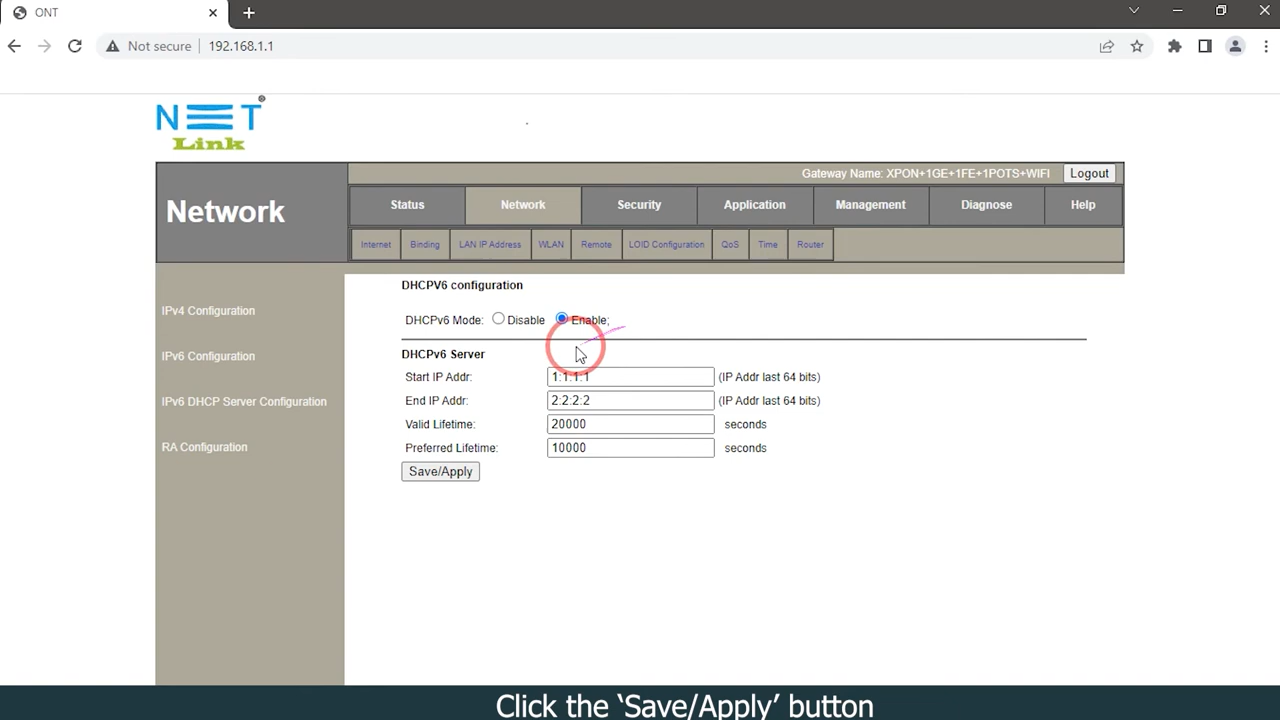 ONT
Not secure 192.168.1.1
NET
Link
Gateway Name: XPON+1GE+1FE+1POTS+WIFI Logout
Network
Status Network Security Application Management Diagnose Help
Internet Binding LAN IP Address WLAN Remote LOID Configuration QoS Time Router
IPv4 Configuration
IPv6 Configuration
IPv6 DHCP Server Configuration
RA Configuration
DHCPV6 configuration
DHCPv6 Mode: Disable Enable;
DHCPv6 Server
Start IP Addr: 1:1:1:1 (IP Addr last 64 bits)
End IP Addr: 2:2:2:2 (IP Addr last 64 bits)
Valid Lifetime: 20000 seconds
Preferred Lifetime: 10000 seconds
Save/Apply
Click the ‘Save/Apply’ button